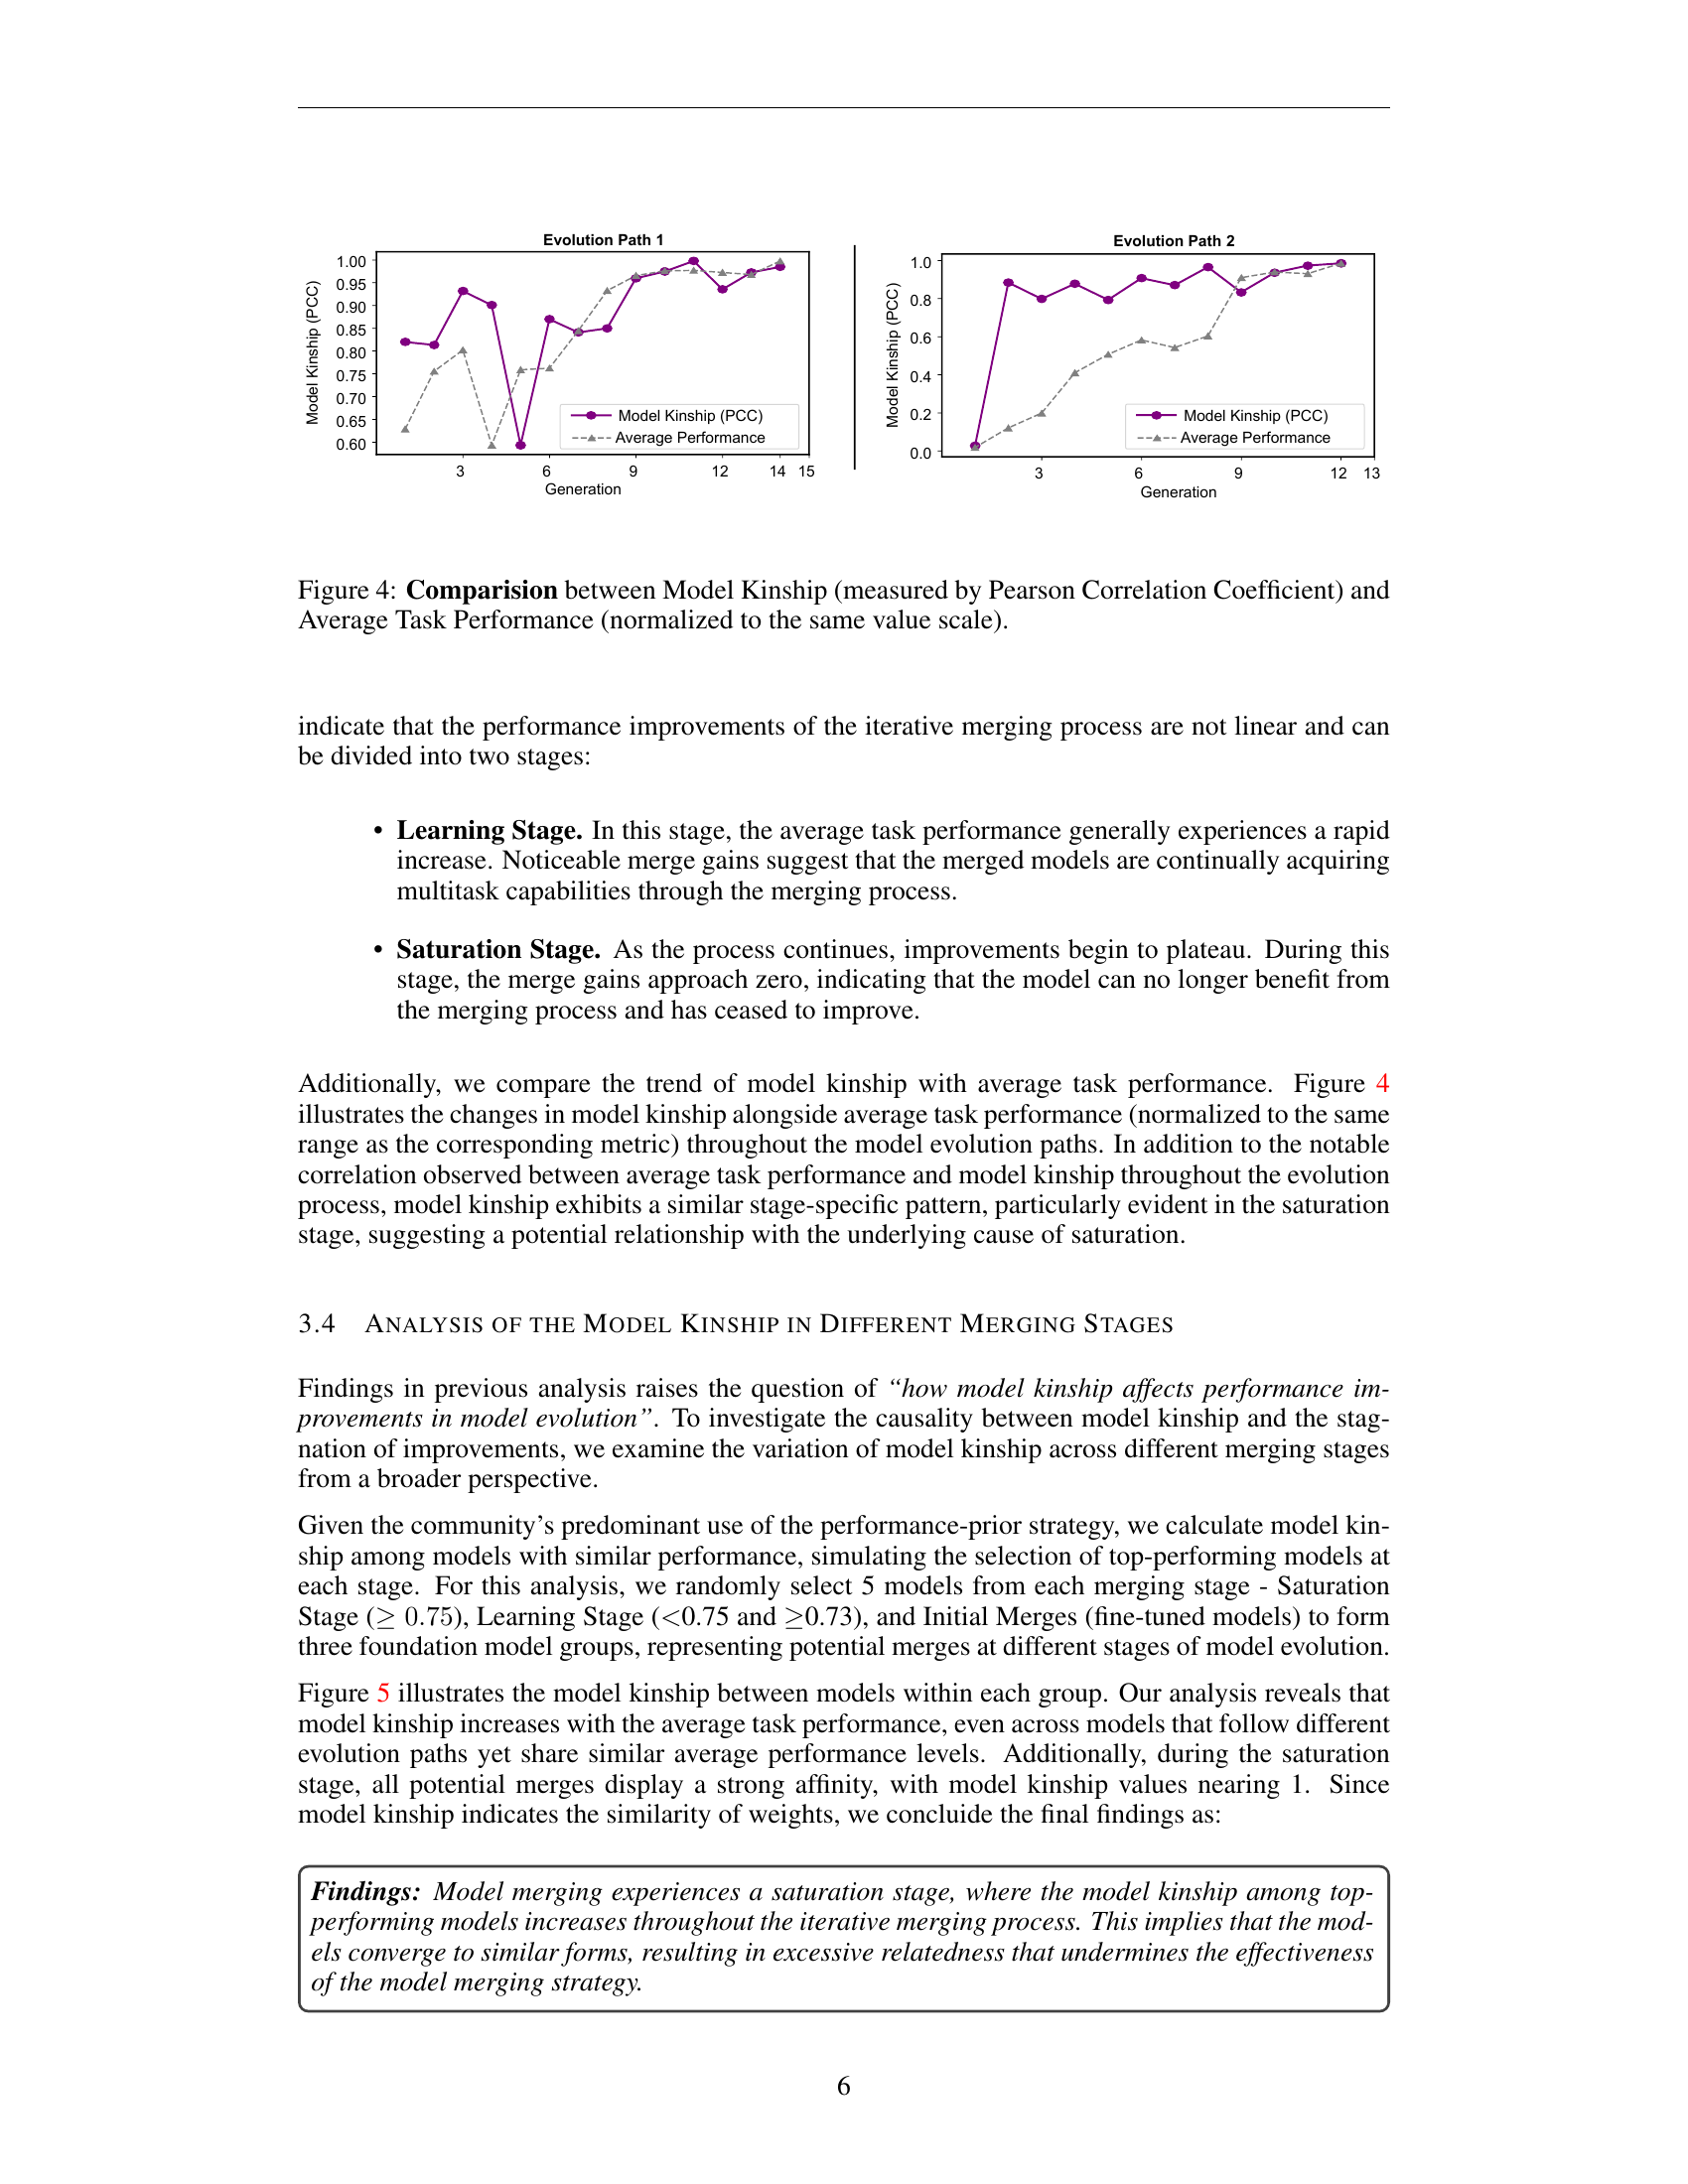 Evolution Path 1
Model Kinship (PCC)
1.00
0.95
0.90
0.85
0.80
0.75
0.70
0.65
0.60
Model Kinship (PCC)
Average Performance
3 6 9 12 14 15
Generation
Evolution Path 2
Model Kinship (PCC)
1.0
0.8
0.6
0.4
0.2
0.0
Model Kinship (PCC)
Average Performance
3 6 9 12 13
Generation
Figure 4: Comparision between Model Kinship (measured by Pearson Correlation Coefficient) and
Average Task Performance (normalized to the same value scale).
indicate that the performance improvements of the iterative merging process are not linear and can
be divided into two stages:
• Learning Stage. In this stage, the average task performance generally experiences a rapid
increase. Noticeable merge gains suggest that the merged models are continually acquiring
multitask capabilities through the merging process.
• Saturation Stage. As the process continues, improvements begin to plateau. During this
stage, the merge gains approach zero, indicating that the model can no longer benefit from
the merging process and has ceased to improve.
Additionally, we compare the trend of model kinship with average task performance. Figure 4
illustrates the changes in model kinship alongside average task performance (normalized to the same
range as the corresponding metric) throughout the model evolution paths. In addition to the notable
correlation observed between average task performance and model kinship throughout the evolution
process, model kinship exhibits a similar stage-specific pattern, particularly evident in the saturation
stage, suggesting a potential relationship with the underlying cause of saturation.
3.4 ANALYSIS OF THE MODEL KINSHIP IN DIFFERENT MERGING STAGES
Findings in previous analysis raises the question of “how model kinship affects performance im-
provements in model evolution”. To investigate the causality between model kinship and the stag-
nation of improvements, we examine the variation of model kinship across different merging stages
from a broader perspective.
Given the community’s predominant use of the performance-prior strategy, we calculate model kin-
ship among models with similar performance, simulating the selection of top-performing models at
each stage. For this analysis, we randomly select 5 models from each merging stage - Saturation
Stage (≥ 0.75), Learning Stage (<0.75 and ≥0.73), and Initial Merges (fine-tuned models) to form
three foundation model groups, representing potential merges at different stages of model evolution.
Figure 5 illustrates the model kinship between models within each group. Our analysis reveals that
model kinship increases with the average task performance, even across models that follow different
evolution paths yet share similar average performance levels. Additionally, during the saturation
stage, all potential merges display a strong affinity, with model kinship values nearing 1. Since
model kinship indicates the similarity of weights, we concluide the final findings as:
Findings: Model merging experiences a saturation stage, where the model kinship among top-
performing models increases throughout the iterative merging process. This implies that the mod-
els converge to similar forms, resulting in excessive relatedness that undermines the effectiveness
of the model merging strategy.
6